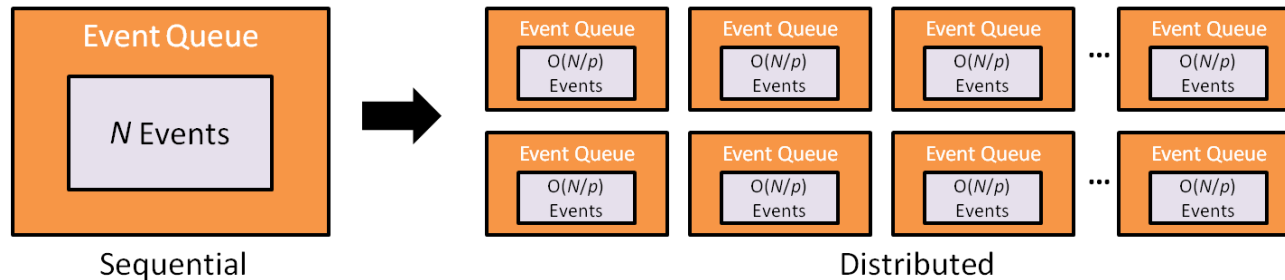 Event Queue
N Events
Sequential
Event Queue
O(N/p)
Events
Event Queue
O(N/p)
Events
Event Queue
O(N/p)
Events
...
Event Queue
O(N/p)
Events
Event Queue
O(N/p)
Events
Event Queue
O(N/p)
Events
Event Queue
O(N/p)
Events
...
Event Queue
O(N/p)
Events
Distributed